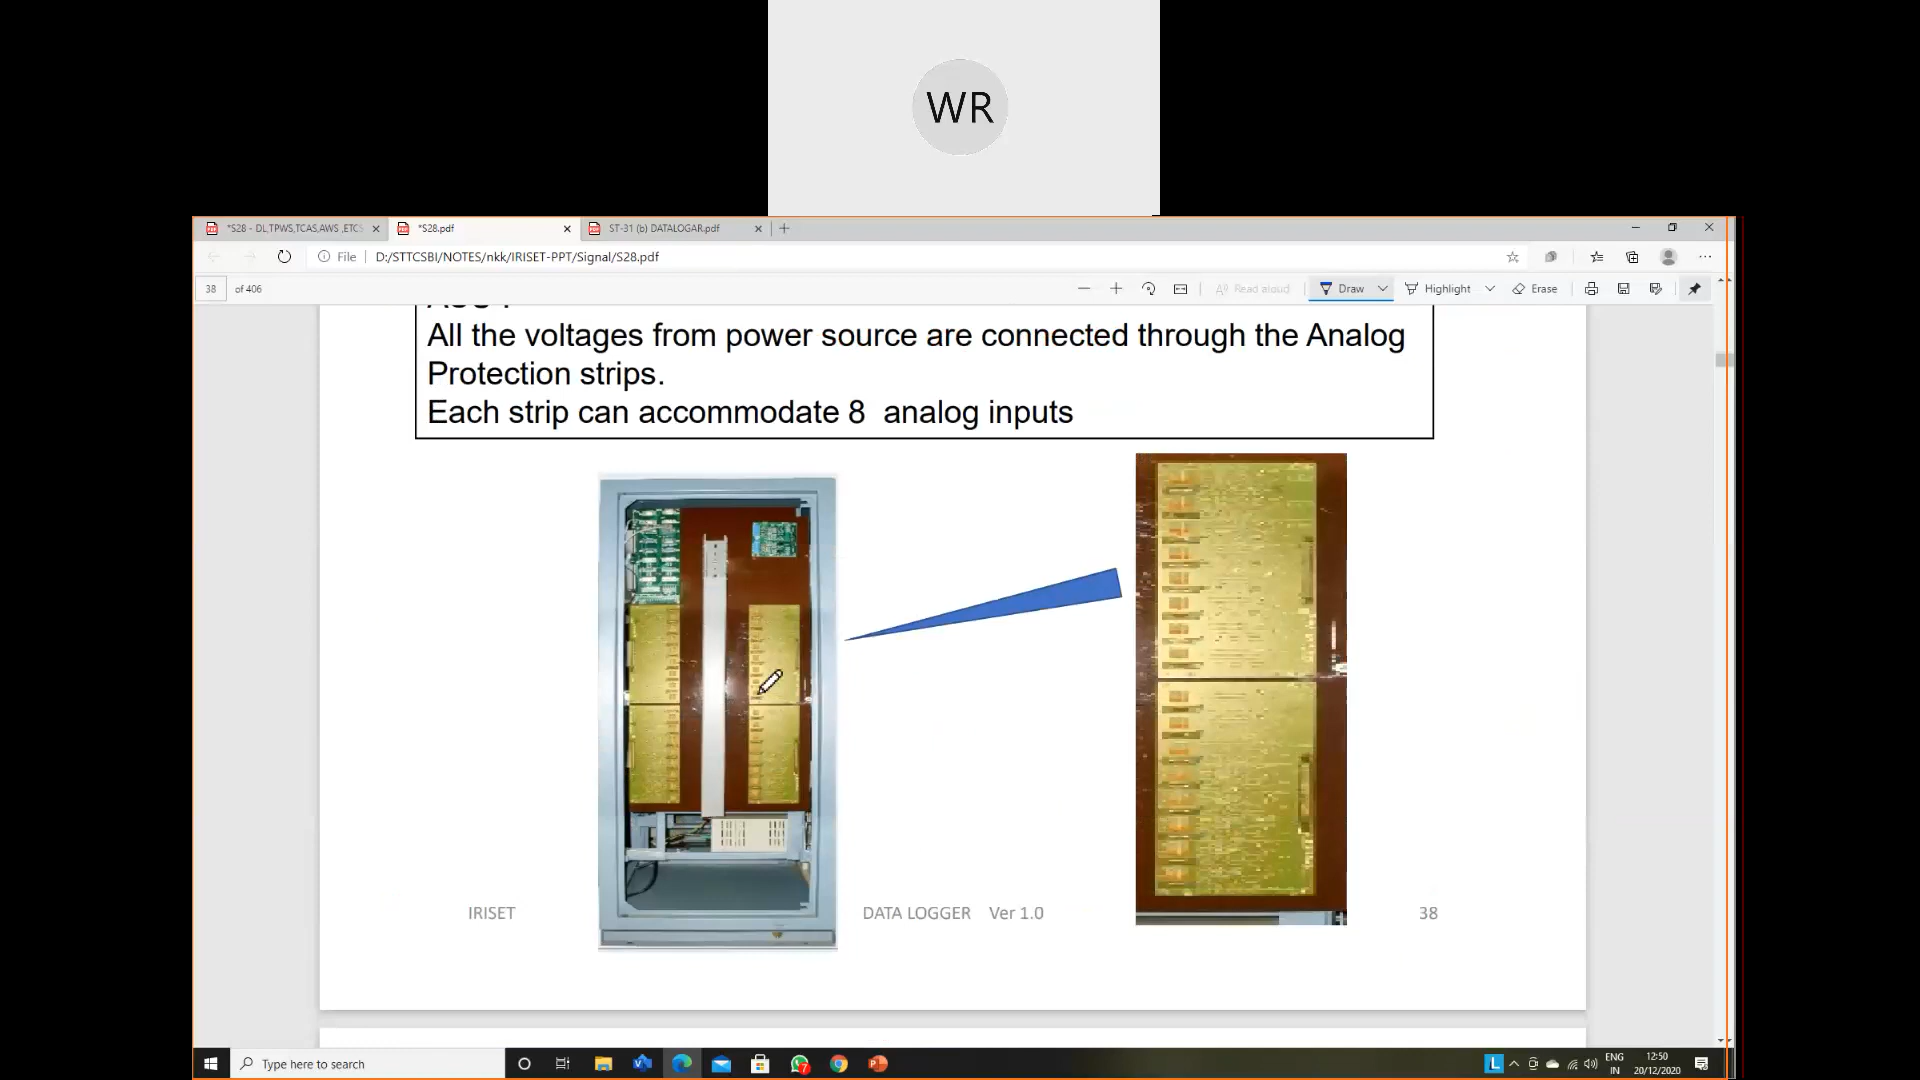 WR
*S28 - DL,TPWS,TCAS,AWS ,ETCS
*S28.pdf
ST-31 (b) DATALOGAR.pdf
File D:/STTCSBI/NOTES/nkk/IRISET-PPT/Signal/S28.pdf
38 of 406
Read aloud
Draw
Highlight
Erase
All the voltages from power source are connected through the Analog
Protection strips.
Each strip can accommodate 8 analog inputs
IRISET
DATA LOGGER Ver 1.0
38
Type here to search
7
L
ENG
IN
12:50
20/12/2020